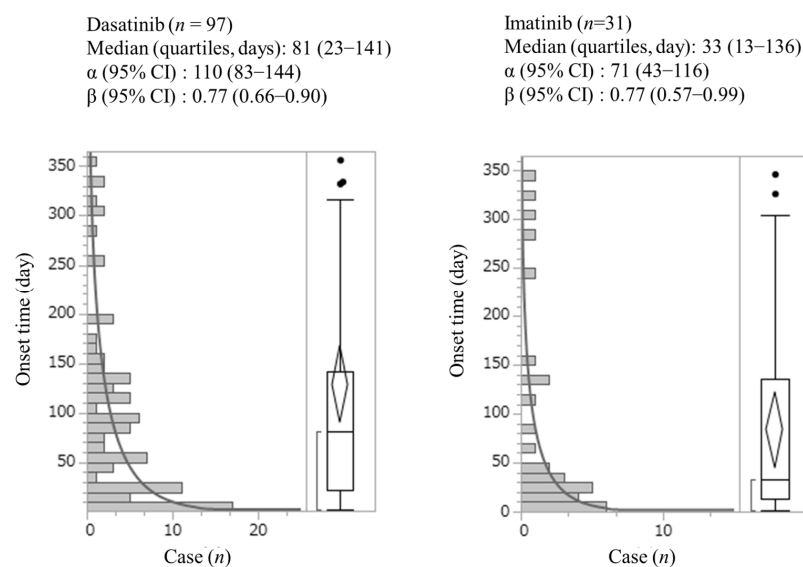 Dasatinib (n = 97)
Median (quartiles, days): 81 (23–141)
α (95% CI) : 110 (83–144)
β (95% CI) : 0.77 (0.66–0.90)
Onset time (day)
350
300
250
200
150
100
50
0
0 10 20
Case (n)
Imatinib (n=31)
Median (quartiles, day): 33 (13–136)
α (95% CI) : 71 (43–116)
β (95% CI) : 0.77 (0.57–0.99)
Onset time (day)
350
300
250
200
150
100
50
0
0 10
Case (n)